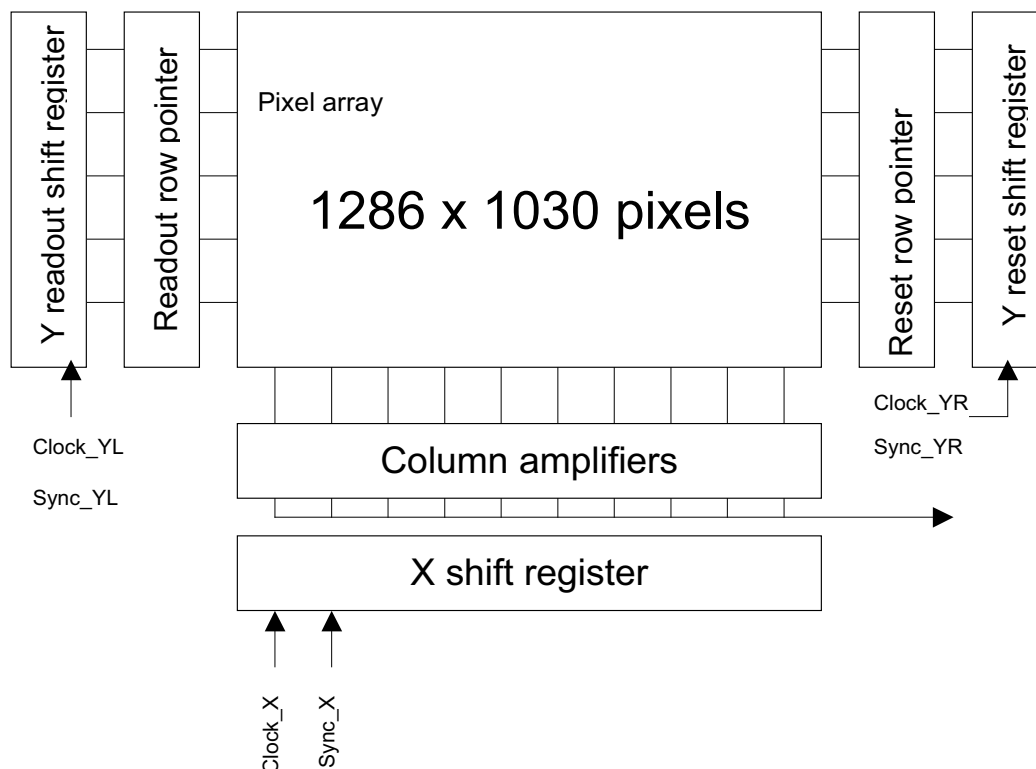 Y readout shift register
Readout row pointer
Pixel array
1286 x 1030 pixels
Reset row pointer
Y reset shift register
Clock_YL
Sync_YL
Clock_YR
Sync_YR
Column amplifiers
X shift register
Clock_X
Sync_X